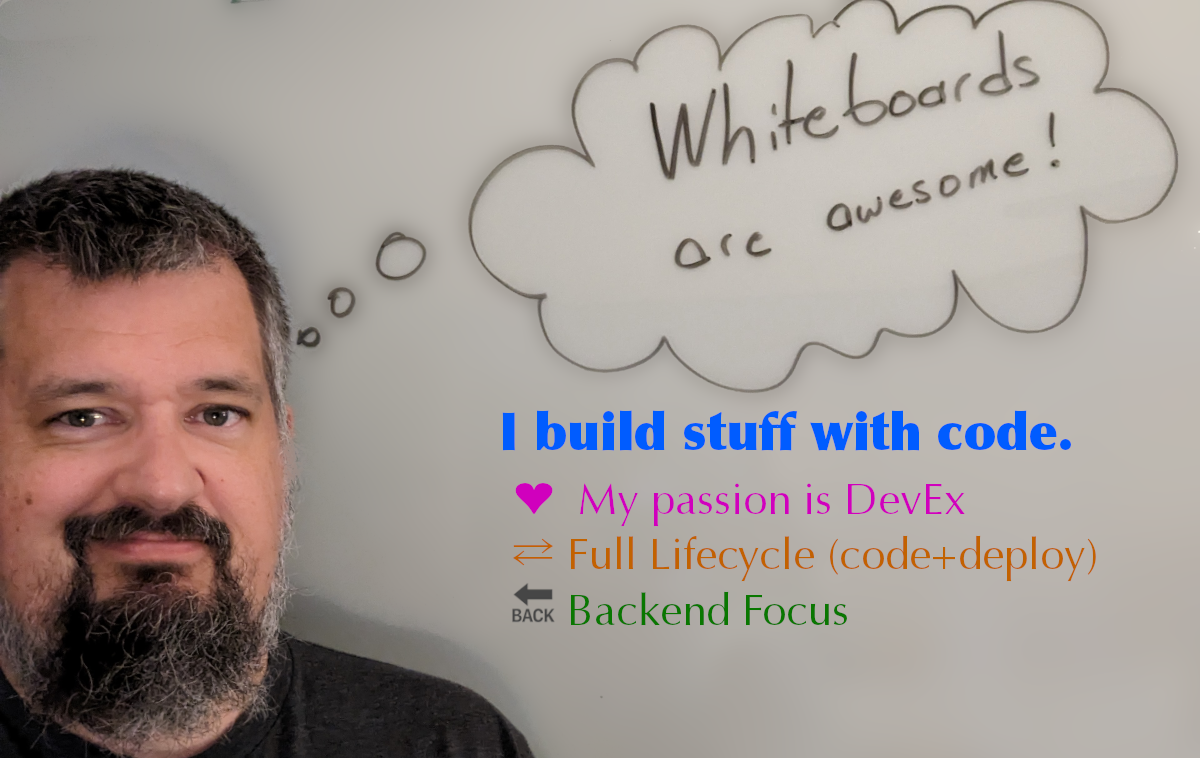 Whiteboards
are awesome!
I build stuff with code.
♥ My passion is DevEx
⇄ Full Lifecycle (code+deploy)
BACK Backend Focus